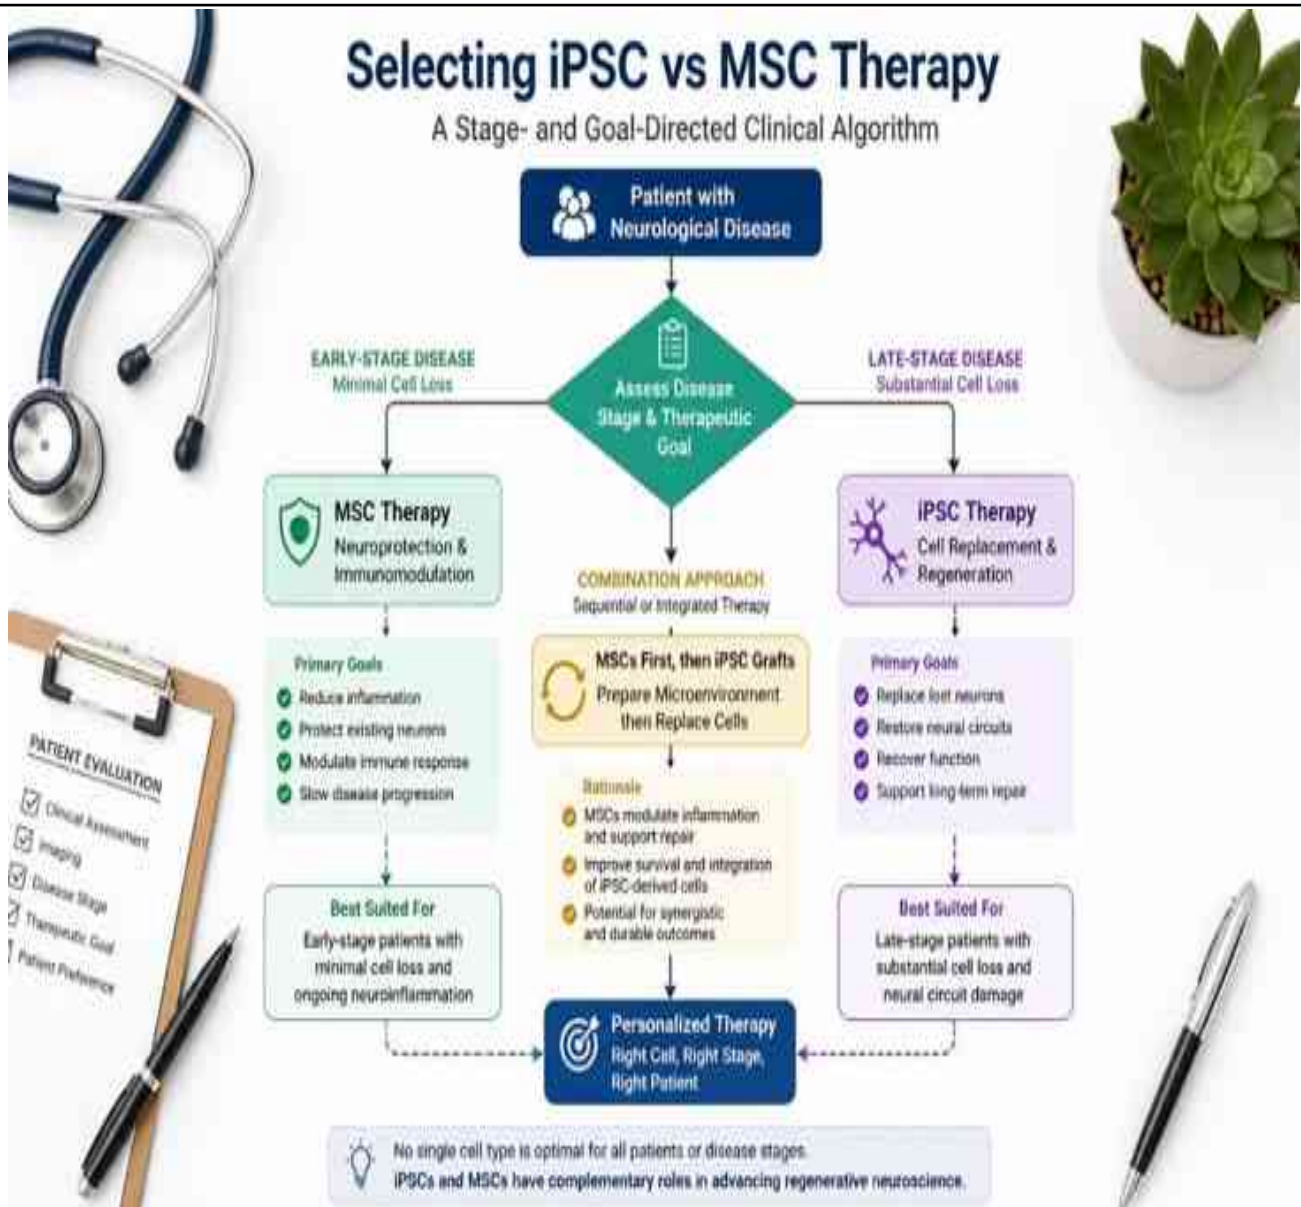 Selecting iPSC vs MSC Therapy
A Stage- and Goal-Directed Clinical Algorithm
Patient with
Neurological Disease
Assess Disease
Stage & Therapeutic
Goal
EARLY-STAGE DISEASE
Minimal Cell Loss
MSC Therapy
Neuroprotection &
Immunomodulation
Primary Goals
Reduce inflammation
Protect existing neurons
Modulate immune response
Slow disease progression
Best Suited For
Early-stage patients with
minimal cell loss and
ongoing neuroinflammation
COMBINATION APPROACH
Sequential or Integrated Therapy
MSCs First, then iPSC Grafts
Prepare Microenvironment
then Replace Cells
Rationale
MSCs modulate inflammation
and support repair
Improve survival and integration
of iPSC-derived cells
Potential for synergistic
and durable outcomes
LATE-STAGE DISEASE
Substantial Cell Loss
iPSC Therapy
Cell Replacement &
Regeneration
Primary Goals
Replace lost neurons
Restore neural circuits
Recover function
Support long-term repair
Best Suited For
Late-stage patients with
substantial cell loss and
neural circuit damage
Personalized Therapy
Right Cell, Right Stage,
Right Patient
No single cell type is optimal for all patients or disease stages.
iPSCs and MSCs have complementary roles in advancing regenerative neuroscience.
PATIENT EVALUATION
Clinical Assessment
Imaging
Disease Stage
Therapeutic Goal
Patient Preference